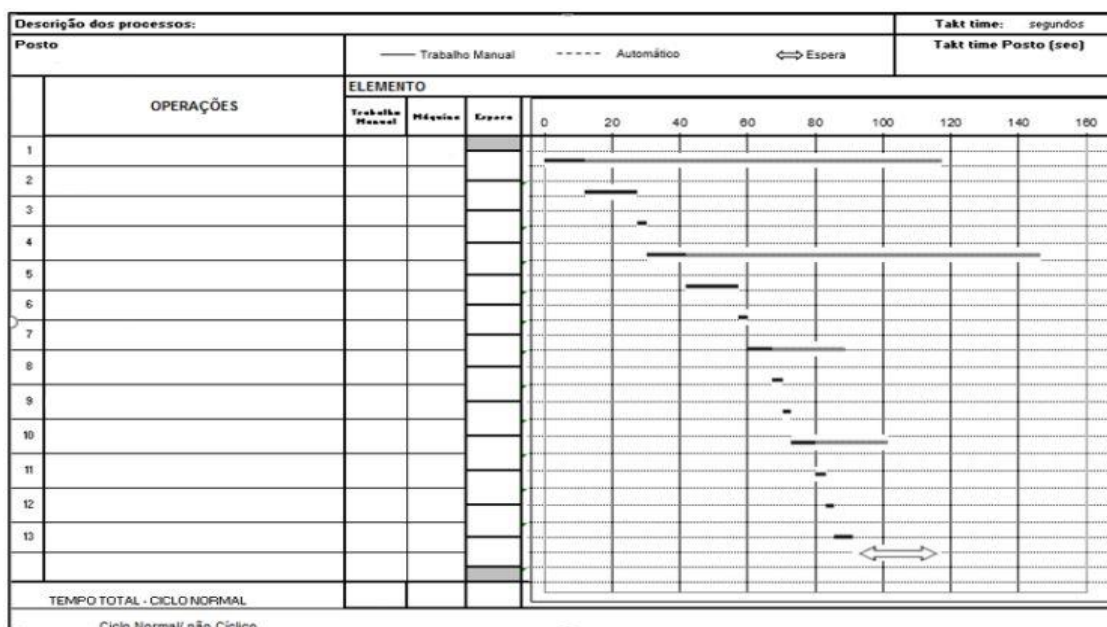 Descrição dos processos:
Takt time: segundos
Posto
Trabalho Manual
Automático
Espera
Takt time Posto (sec)
OPERAÇÕES
ELEMENTO
Trabalho Manual
Máquina
Espera
0 20 40 60 80 100 120 140 160
1
2
3
4
5
6
7
8
9
10
11
12
13
TEMPO TOTAL - CICLO NORMAL
Ciclo Normal/ não Cíclico